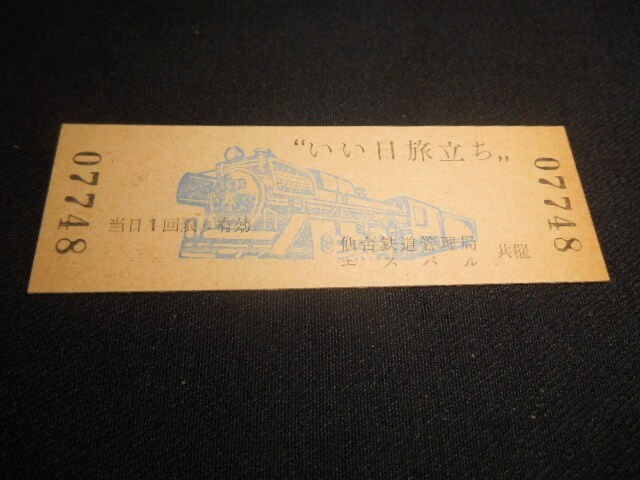 "いい日旅立ち"
07748
07748
当日1回限り有効
仙台鉄道管理局
エスパル
共催